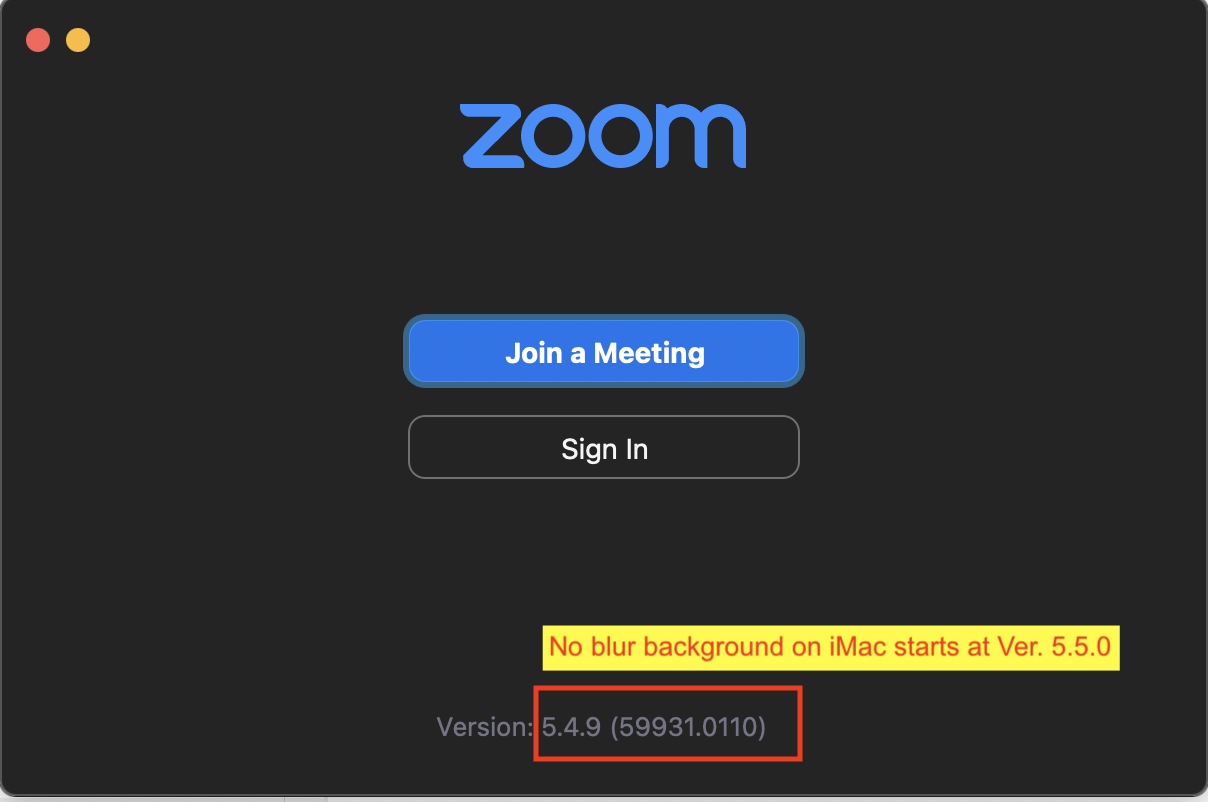 zoom
Join a Meeting
Sign In
No blur background on iMac starts at Ver. 5.5.0
Version: 5.4.9 (59931.0110)